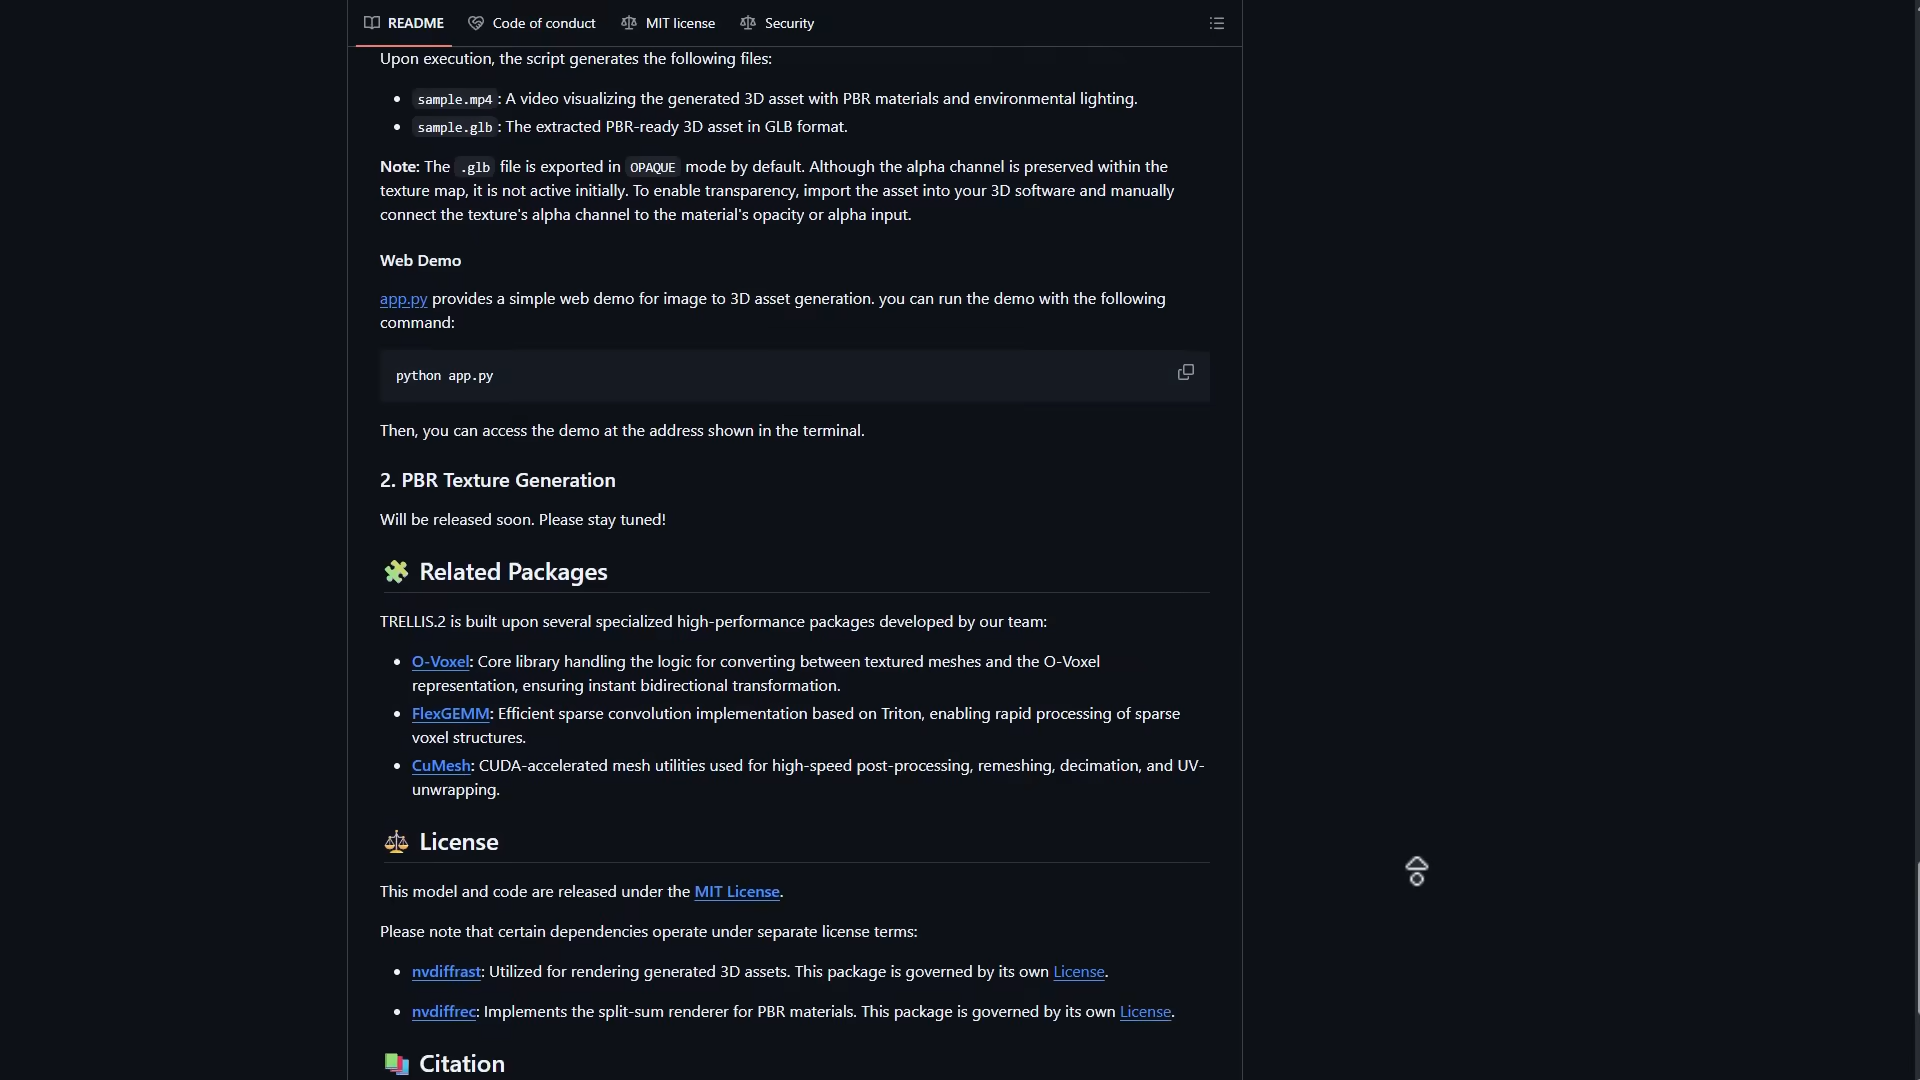 README Code of conduct MIT license Security
Upon execution, the script generates the following files:
sample.mp4: A video visualizing the generated 3D asset with PBR materials and environmental lighting.
sample.glb: The extracted PBR-ready 3D asset in GLB format.
Note: The .glb file is exported in OPAQUE mode by default. Although the alpha channel is preserved within the
texture map, it is not active initially. To enable transparency, import the asset into your 3D software and manually
connect the texture's alpha channel to the material's opacity or alpha input.
Web Demo
app.py provides a simple web demo for image to 3D asset generation. you can run the demo with the following
command:
python app.py
Then, you can access the demo at the address shown in the terminal.
2. PBR Texture Generation
Will be released soon. Please stay tuned!
Related Packages
TRELLIS.2 is built upon several specialized high-performance packages developed by our team:
O-Voxel: Core library handling the logic for converting between textured meshes and the O-Voxel
representation, ensuring instant bidirectional transformation.
FlexGEMM: Efficient sparse convolution implementation based on Triton, enabling rapid processing of sparse
voxel structures.
CuMesh: CUDA-accelerated mesh utilities used for high-speed post-processing, remeshing, decimation, and UV-
unwrapping.
License
This model and code are released under the MIT License.
Please note that certain dependencies operate under separate license terms:
nvdiffrast: Utilized for rendering generated 3D assets. This package is governed by its own License.
nvdiffrec: Implements the split-sum renderer for PBR materials. This package is governed by its own License.
Citation